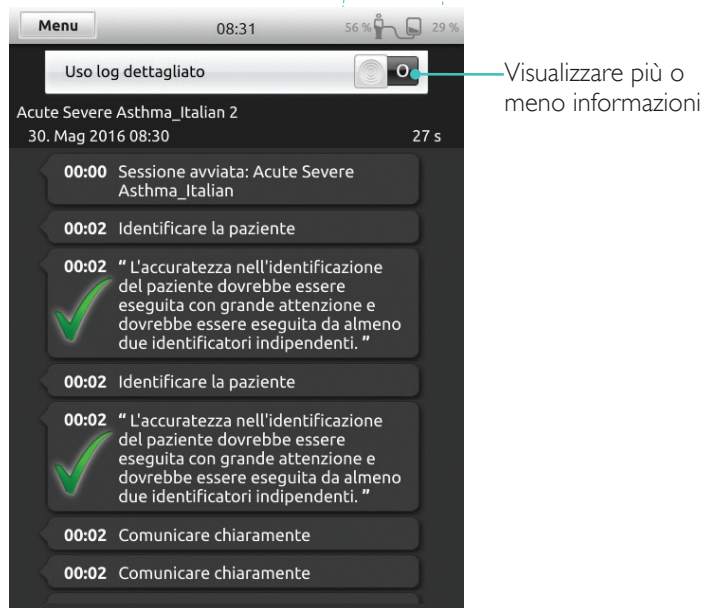 Menu 08:31 56 % 29 %
Uso log dettagliato O
Visualizzare più o
meno informazioni
Acute Severe Asthma_Italian 2
30. Mag 2016 08:30 27 s
00:00 Sessione avviata: Acute Severe
Asthma_Italian
00:02 Identificare la paziente
00:02 “ L'accuratezza nell'identificazione
del paziente dovrebbe essere
eseguita con grande attenzione e
dovrebbe essere eseguita da almeno
due identificatori indipendenti. ”
00:02 Identificare la paziente
00:02 “ L'accuratezza nell'identificazione
del paziente dovrebbe essere
eseguita con grande attenzione e
dovrebbe essere eseguita da almeno
due identificatori indipendenti. ”
00:02 Comunicare chiaramente
00:02 Comunicare chiaramente